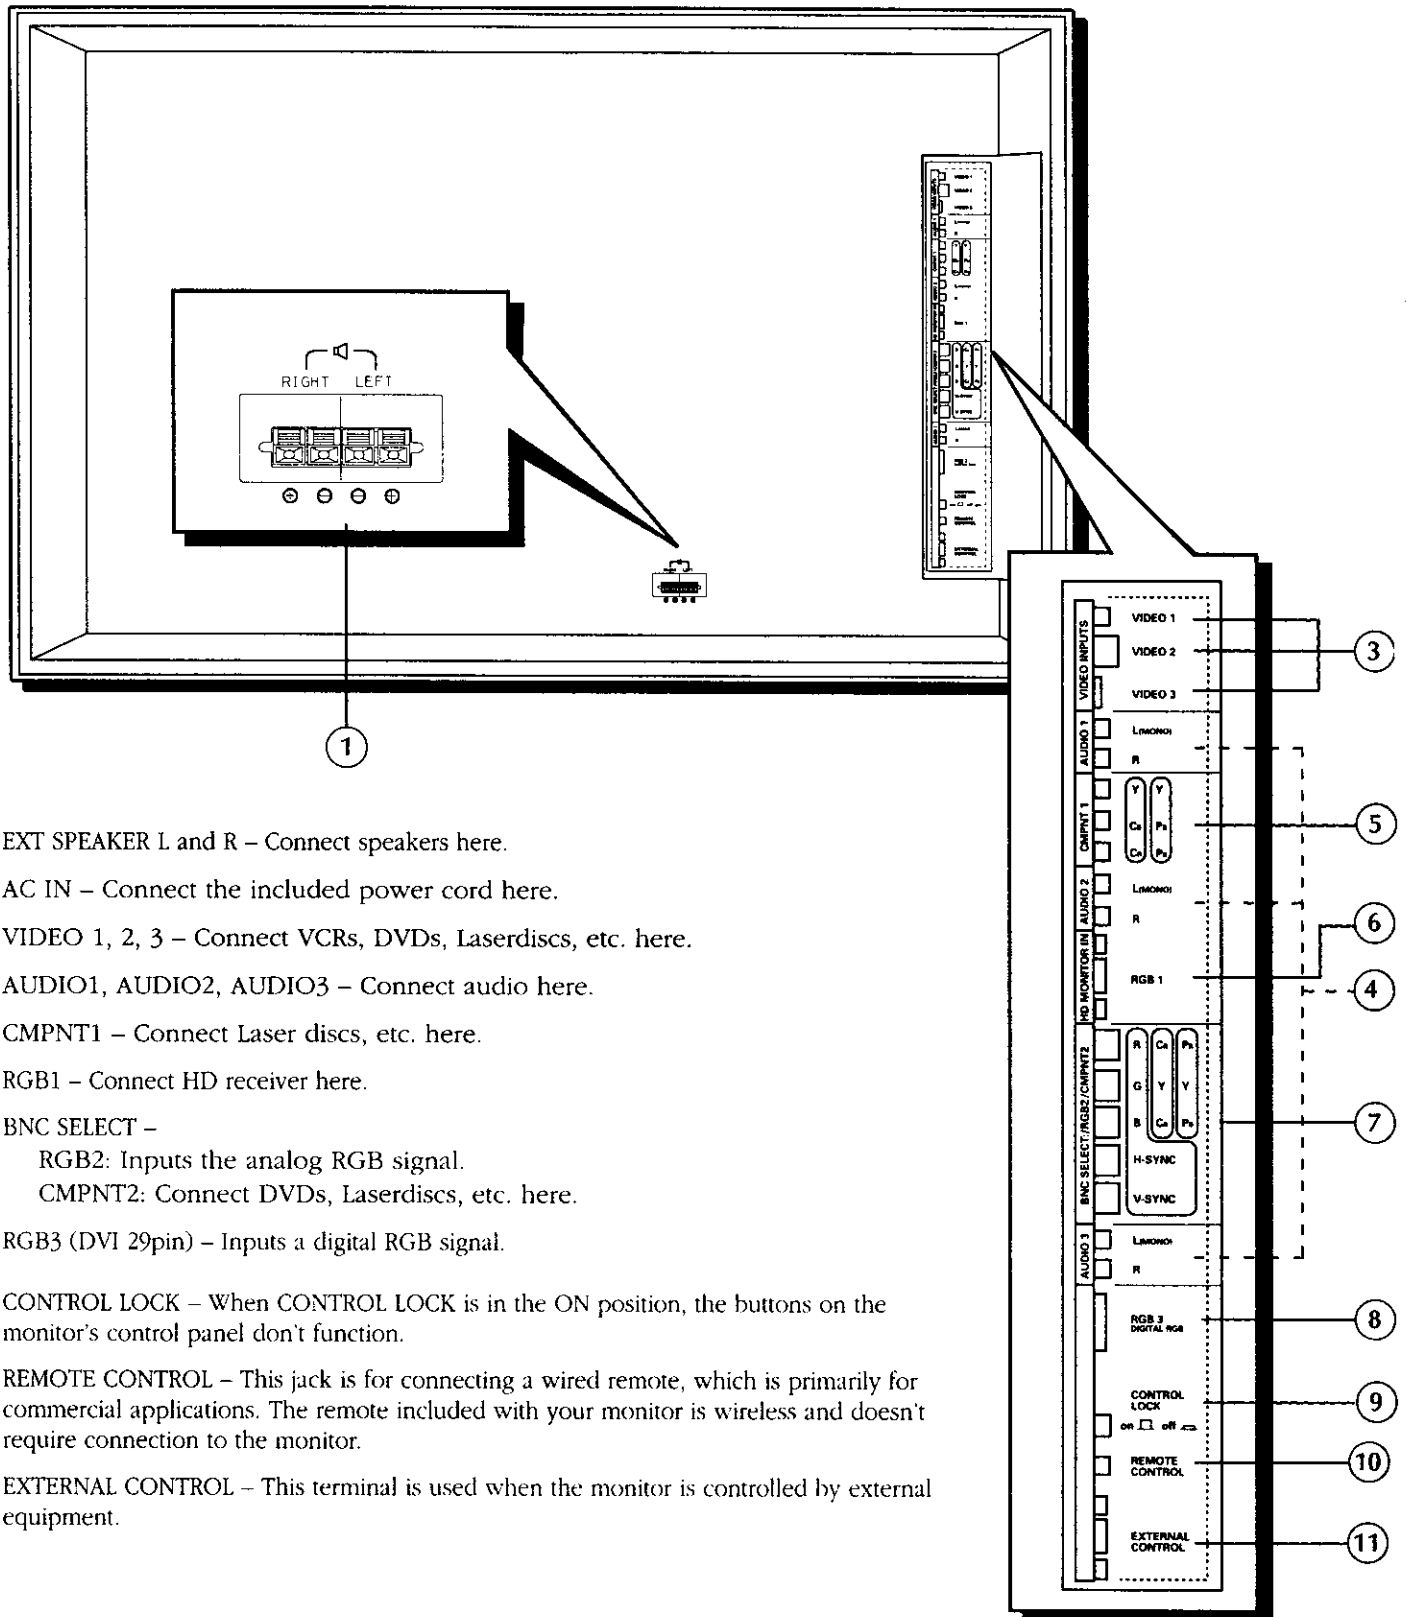 RIGHT LEFT
1
VIDEO INPUTS
VIDEO 1
VIDEO 2
VIDEO 3
3
AUDIO 1
L(MONO)
R
CMPNT 1
Y Y
5
AUDIO 2
L(MONO)
R
HD MONITOR IN
RGB 1
6
4
BNC SELECT:/RGB2/CMPNT2
R
G Y Y
B
H-SYNC
V-SYNC
7
AUDIO 3
L(MONO)
R
RGB 3
DIGITAL RGB
8
CONTROL
LOCK
on off
9
REMOTE
CONTROL
10
EXTERNAL
CONTROL
11
EXT SPEAKER L and R – Connect speakers here.
AC IN – Connect the included power cord here.
VIDEO 1, 2, 3 – Connect VCRs, DVDs, Laserdiscs, etc. here.
AUDIO1, AUDIO2, AUDIO3 – Connect audio here.
CMPNT1 – Connect Laser discs, etc. here.
RGB1 – Connect HD receiver here.
BNC SELECT –
RGB2: Inputs the analog RGB signal.
CMPNT2: Connect DVDs, Laserdiscs, etc. here.
RGB3 (DVI 29pin) – Inputs a digital RGB signal.
CONTROL LOCK – When CONTROL LOCK is in the ON position, the buttons on the
monitor's control panel don't function.
REMOTE CONTROL – This jack is for connecting a wired remote, which is primarily for
commercial applications. The remote included with your monitor is wireless and doesn't
require connection to the monitor.
EXTERNAL CONTROL – This terminal is used when the monitor is controlled by external
equipment.